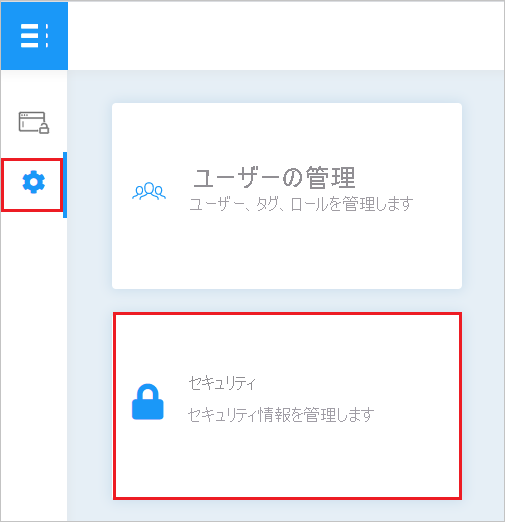 ユーザーの管理
ユーザー、タグ、ロールを管理します
セキュリティ
セキュリティ情報を管理します